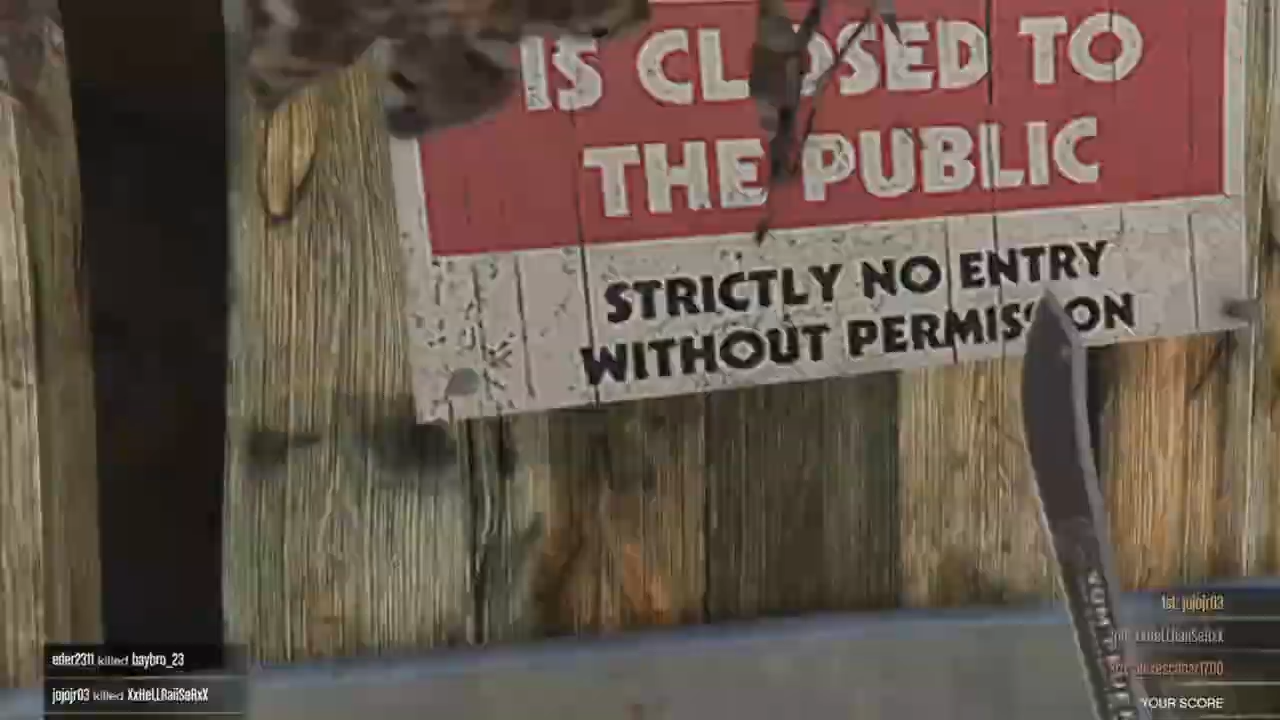 IS CLOSED TO
THE PUBLIC
STRICTLY NO ENTRY
WITHOUT PERMISSION
eder2311 killed baybro_23
jojojr03 killed XxHeLLRaiiSeRxX
1st: jojojr03
YOUR SCORE